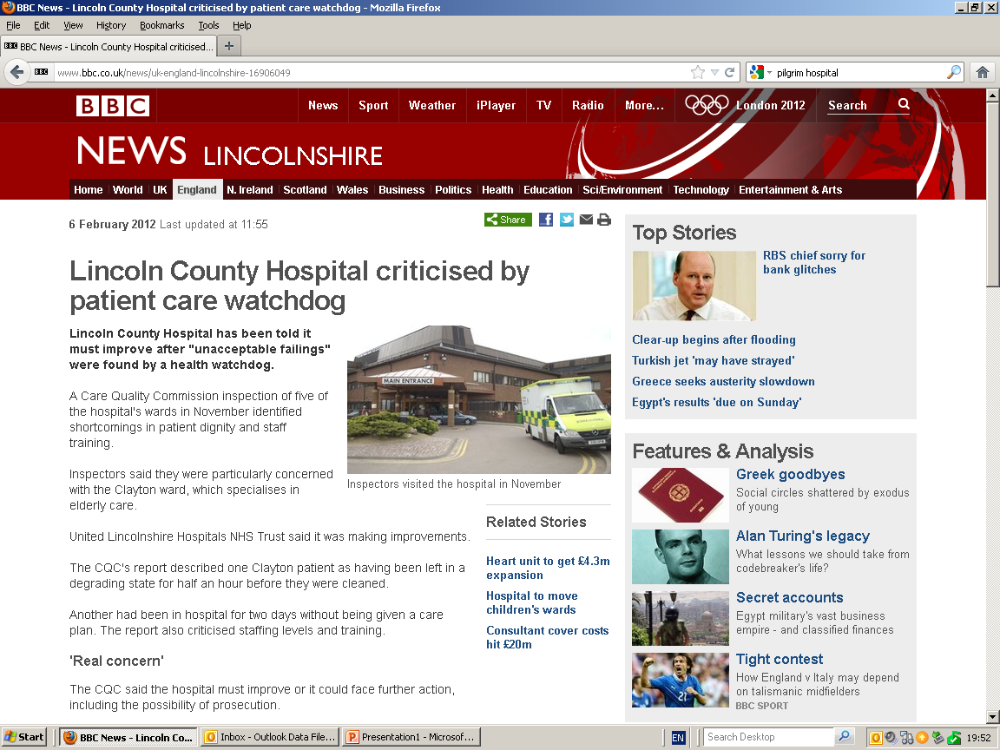 BBC News - Lincoln County Hospital criticised by patient care watchdog - Mozilla Firefox
File Edit View History Bookmarks Tools Help
BBC News - Lincoln County Hospital criticised...
www.bbc.co.uk/news/uk-england-lincolnshire-16906049
pilgrim hospital
BBC
News Sport Weather iPlayer TV Radio More... London 2012 Search
NEWS LINCOLNSHIRE
Home World UK England N. Ireland Scotland Wales Business Politics Health Education Sci/Environment Technology Entertainment & Arts
6 February 2012 Last updated at 11:55
Share
Lincoln County Hospital criticised by
patient care watchdog
Lincoln County Hospital has been told it
must improve after "unacceptable failings"
were found by a health watchdog.
A Care Quality Commission inspection of five of
the hospital's wards in November identified
shortcomings in patient dignity and staff
training.
Inspectors said they were particularly concerned
with the Clayton ward, which specialises in
elderly care.
MAIN ENTRANCE
Inspectors visited the hospital in November
United Lincolnshire Hospitals NHS Trust said it was making improvements.
The CQC's report described one Clayton patient as having been left in a
degrading state for half an hour before they were cleaned.
Another had been in hospital for two days without being given a care
plan. The report also criticised staffing levels and training.
'Real concern'
The CQC said the hospital must improve or it could face further action,
including the possibility of prosecution.
Related Stories
Heart unit to get £4.3m
expansion
Hospital to move
children's wards
Consultant cover costs
hit £20m
Top Stories
RBS chief sorry for
bank glitches
Clear-up begins after flooding
Turkish jet 'may have strayed'
Greece seeks austerity slowdown
Egypt's results 'due on Sunday'
Features & Analysis
Greek goodbyes
Social circles shattered by exodus
of young
Alan Turing's legacy
What lessons we should take from
codebreaker's life?
Secret accounts
Egypt military's vast business
empire - and classified finances
Tight contest
How England v Italy may depend
on talismanic midfielders
BBC SPORT
21
Start
BBC News - Lincoln Co...
Inbox - Outlook Data File...
Presentation1 - Microsof...
EN
Search Desktop
19:52